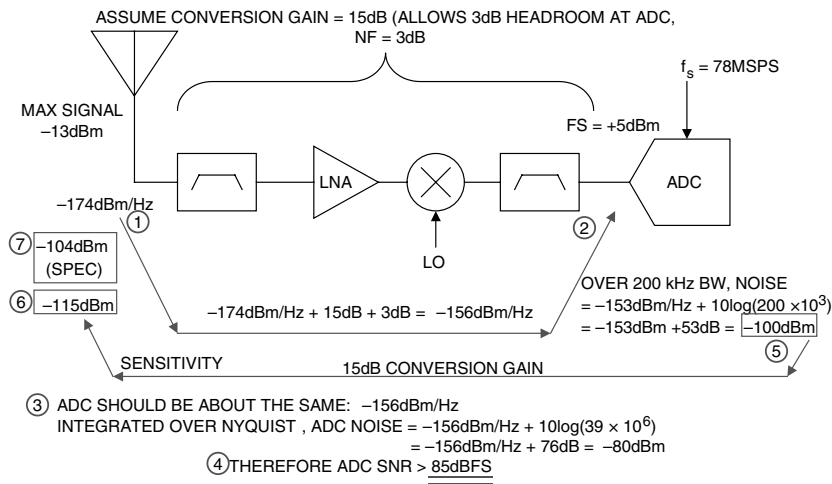 ASSUME CONVERSION GAIN = 15dB (ALLOWS 3dB HEADROOM AT ADC,
NF = 3dB
fs = 78MSPS
MAX SIGNAL
–13dBm
FS = +5dBm
LNA
ADC
–174dBm/Hz
1
2
LO
7 –104dBm
(SPEC)
6 –115dBm
OVER 200 kHz BW, NOISE
= –153dBm/Hz + 10log(200 ×10³)
= –153dBm +53dB = –100dBm
5
–174dBm/Hz + 15dB + 3dB = –156dBm/Hz
SENSITIVITY
15dB CONVERSION GAIN
3 ADC SHOULD BE ABOUT THE SAME: –156dBm/Hz
INTEGRATED OVER NYQUIST , ADC NOISE = –156dBm/Hz + 10log(39 × 10⁶)
= –156dBm/Hz + 76dB = –80dBm
4 THEREFORE ADC SNR > 85dBFS